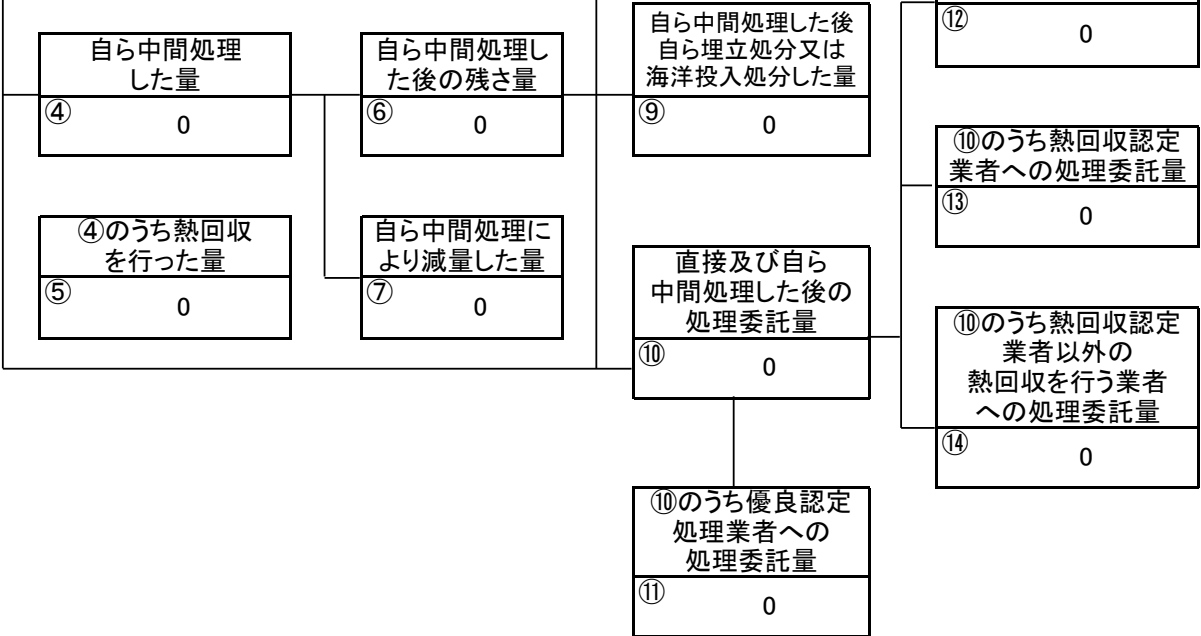 ⑫
0
自ら中間処理
した量
④
0
自ら中間処理し
た後の残さ量
⑥
0
自ら中間処理した後
自ら埋立処分又は
海洋投入処分した量
⑨
0
⑩のうち熱回収認定
業者への処理委託量
⑬
0
④のうち熱回収
を行った量
⑤
0
自ら中間処理に
より減量した量
⑦
0
直接及び自ら
中間処理した後の
処理委託量
⑩
0
⑩のうち熱回収認定
業者以外の
熱回収を行う業者
への処理委託量
⑭
0
⑩のうち優良認定
処理業者への
処理委託量
⑪
0